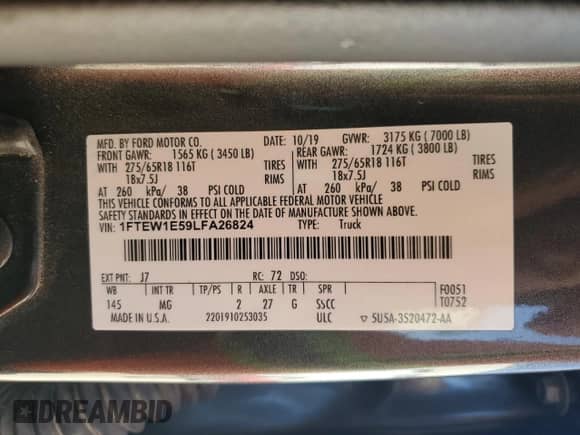 MFD. BY FORD MOTOR CO. 10/19 GVWR: 3175 KG ( 7000 LB)
FRONT GAWR: 1565 KG ( 3450 LB) REAR GAWR: 1724 KG ( 3800 LB)
WITH 275/65R18 116T TIRES WITH 275/65R18 116T TIRES
18x7.5J RIMS 18x7.5J RIMS
AT 260 kPa/ 38 PSI COLD AT 260 kPa/ 38 PSI COLD
THIS VEHICLE CONFORMS TO ALL APPLICABLE FEDERAL MOTOR VEHICLE
SAFETY AND THEFT PREVENTION STANDARDS IN EFFECT ON THE DATE OF MANUFACTURE SHOWN ABOVE.
VIN: 1FTEW1E59LFA26824 TYPE: Truck
EXT PNT: J7 RC: 72 DSO:
WB INT TR TP/PS R AXLE TR SPR F0051
145 MG 2 27 G SSCC T0752
MADE IN U.S.A. 2201910253035 ULC ▽ 5U5A-3520472-AA
DREAMBID